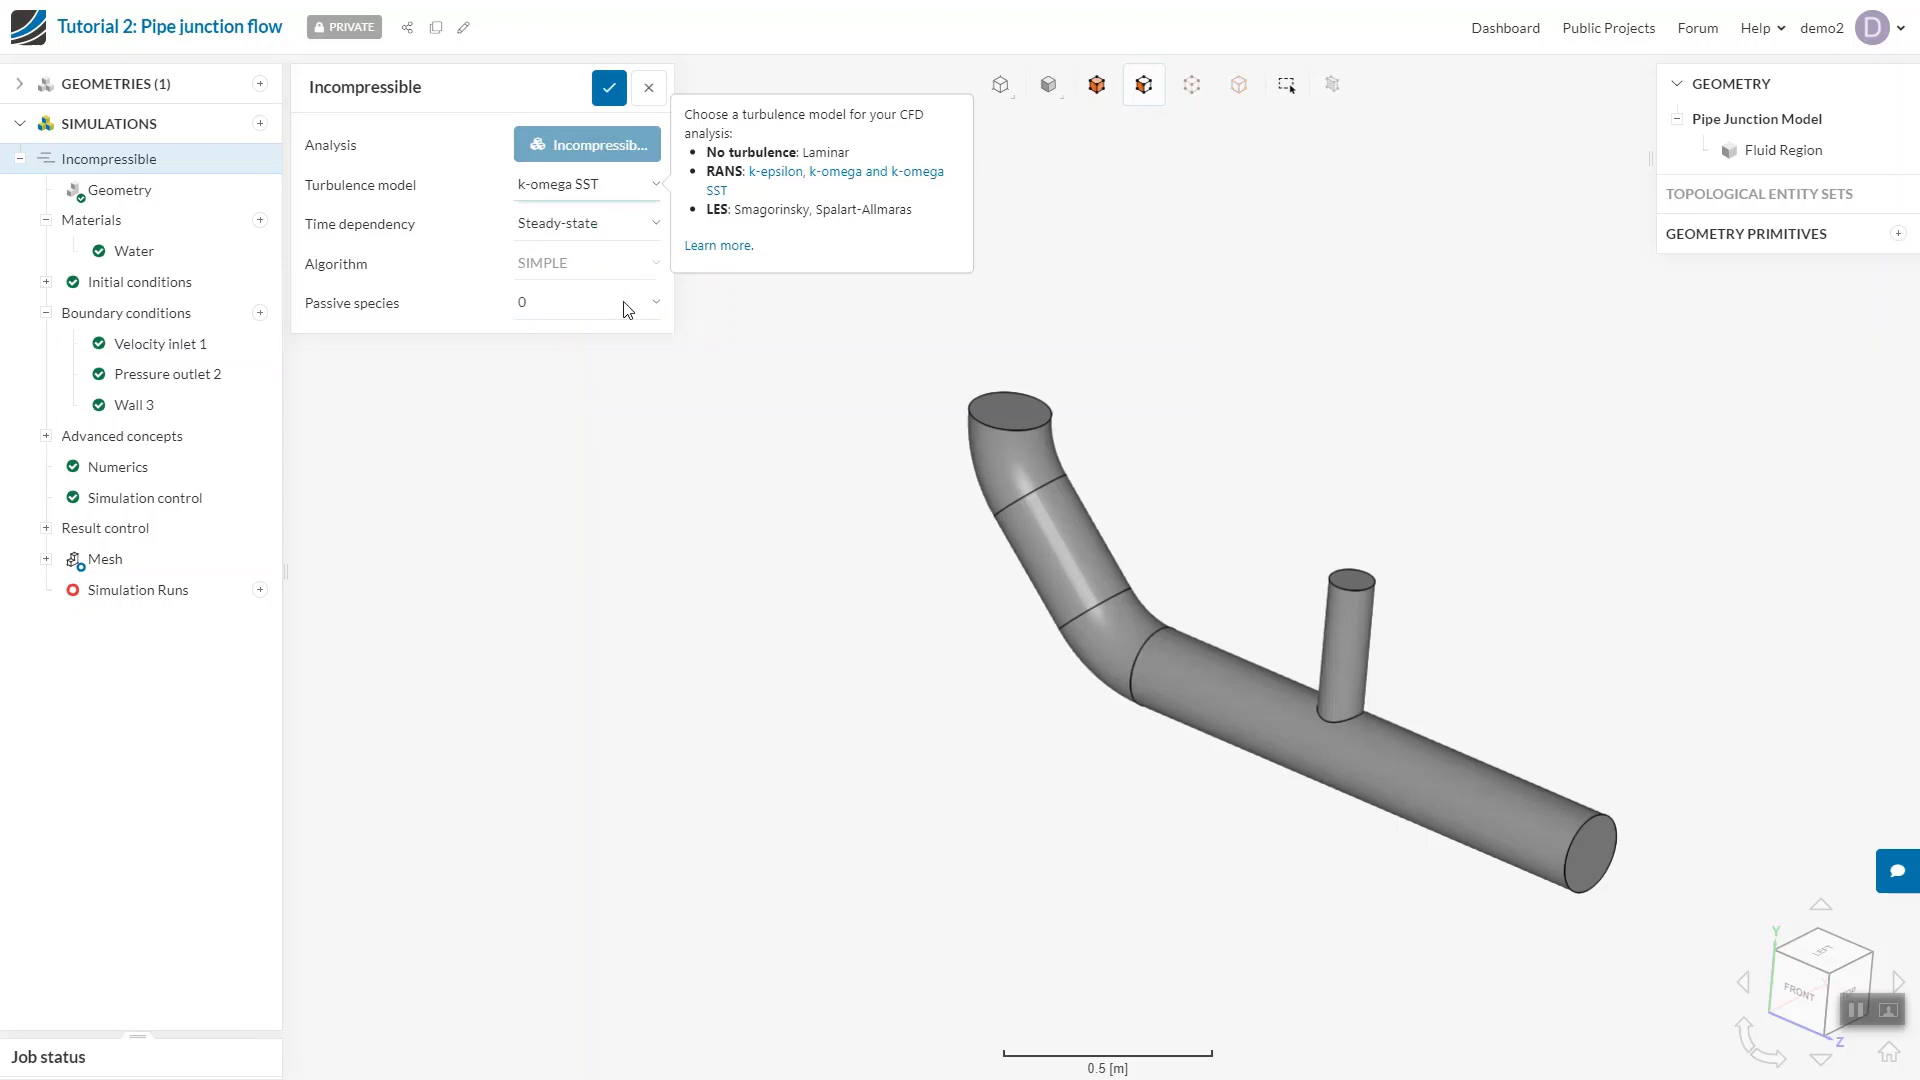 Tutorial 2: Pipe junction flow
PRIVATE
Dashboard
Public Projects
Forum
Help
demo2
D
GEOMETRIES (1)
SIMULATIONS
Incompressible
Geometry
Materials
Water
Initial conditions
Boundary conditions
Velocity inlet 1
Pressure outlet 2
Wall 3
Advanced concepts
Numerics
Simulation control
Result control
Mesh
Simulation Runs
Job status
Incompressible
Analysis
Incompressib...
Turbulence model
k-omega SST
Time dependency
Steady-state
Algorithm
SIMPLE
Passive species
0
Choose a turbulence model for your CFD
analysis:
• No turbulence: Laminar
• RANS: k-epsilon, k-omega and k-omega
SST
• LES: Smagorinsky, Spalart-Allmaras
Learn more.
GEOMETRY
Pipe Junction Model
Fluid Region
TOPOLOGICAL ENTITY SETS
GEOMETRY PRIMITIVES
0.5 [m]
Y
LEFT
FRONT
Z